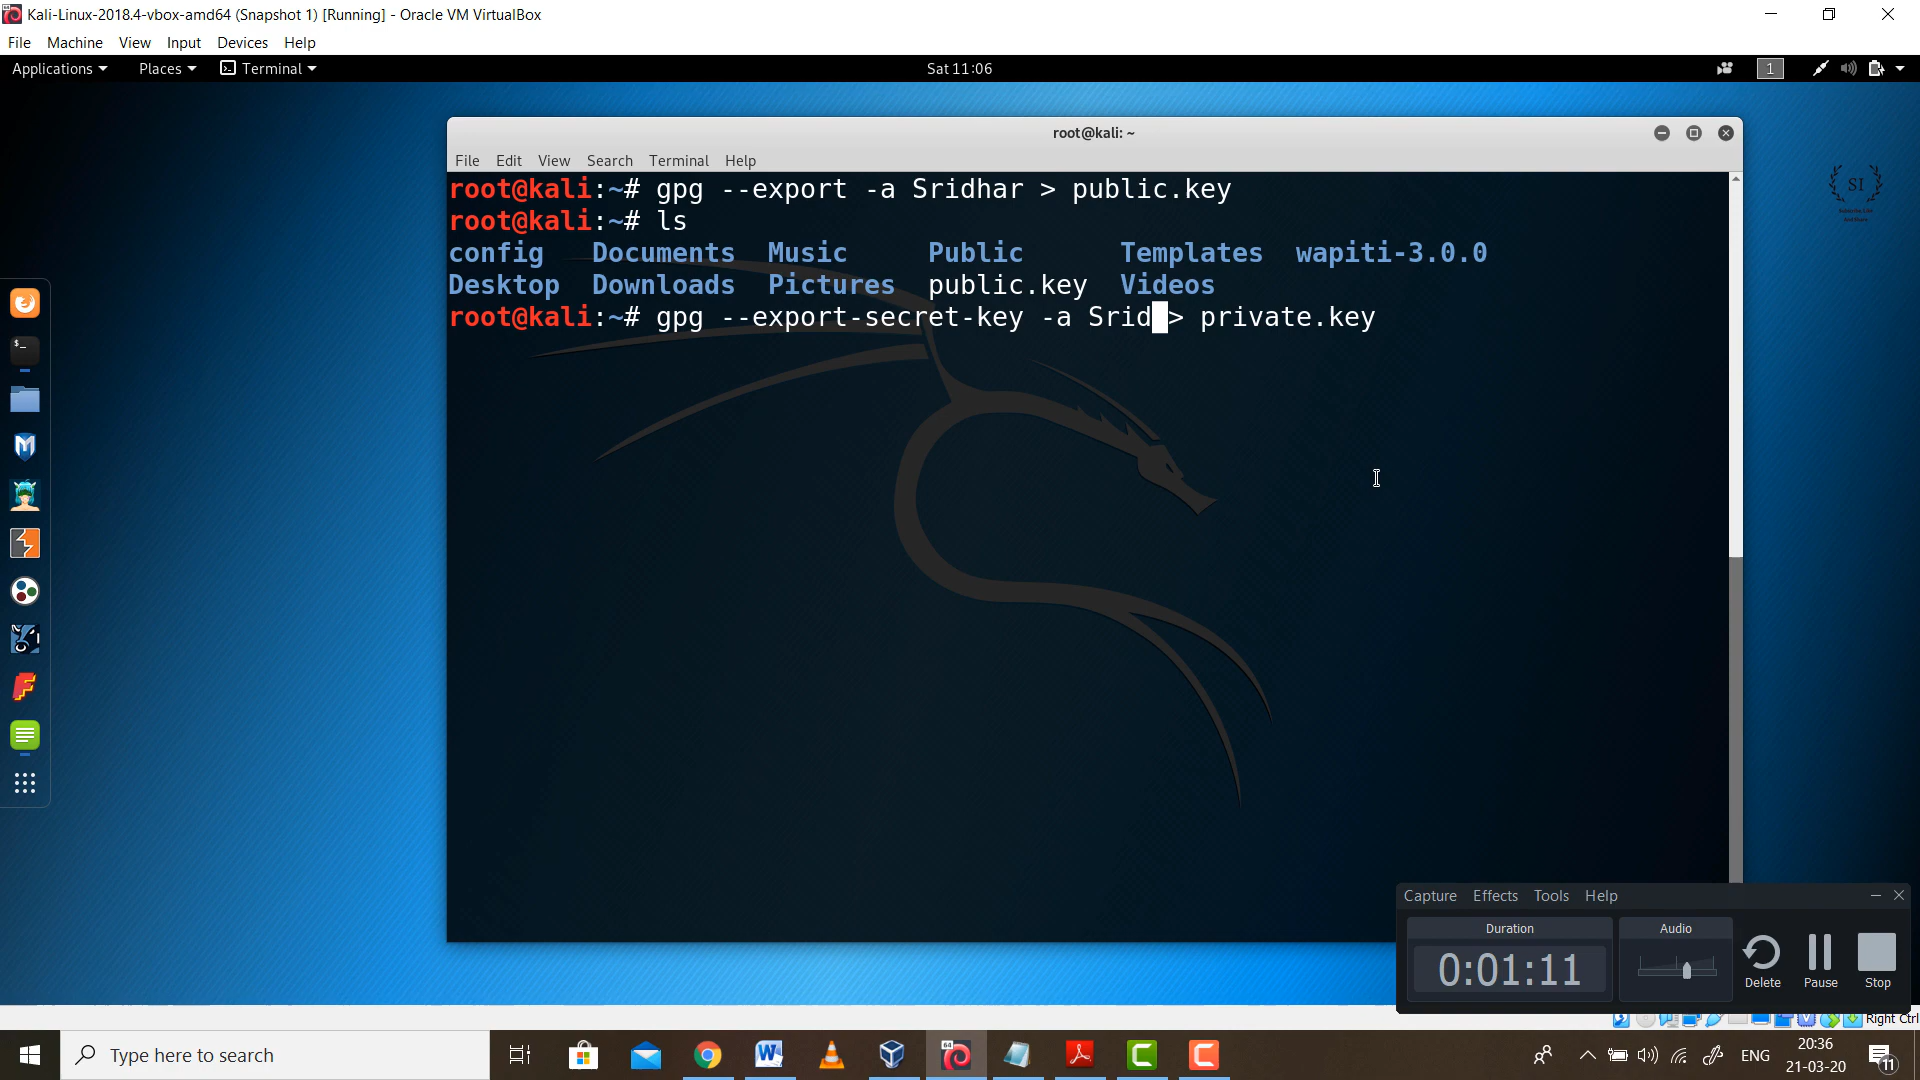 Kali-Linux-2018.4-vbox-amd64 (Snapshot 1) [Running] - Oracle VM VirtualBox
File Machine View Input Devices Help
Applications Places Terminal Sat 11:06 1
root@kali: ~
File Edit View Search Terminal Help
root@kali:~# gpg --export -a Sridhar > public.key
root@kali:~# ls
config Documents Music Public Templates wapiti-3.0.0
Desktop Downloads Pictures public.key Videos
root@kali:~# gpg --export-secret-key -a Srid > private.key
SI
Capture Effects Tools Help
Duration Audio
0:01:11
Delete Pause Stop
Right Ctrl
Type here to search
ENG
20:36
21-03-20
11